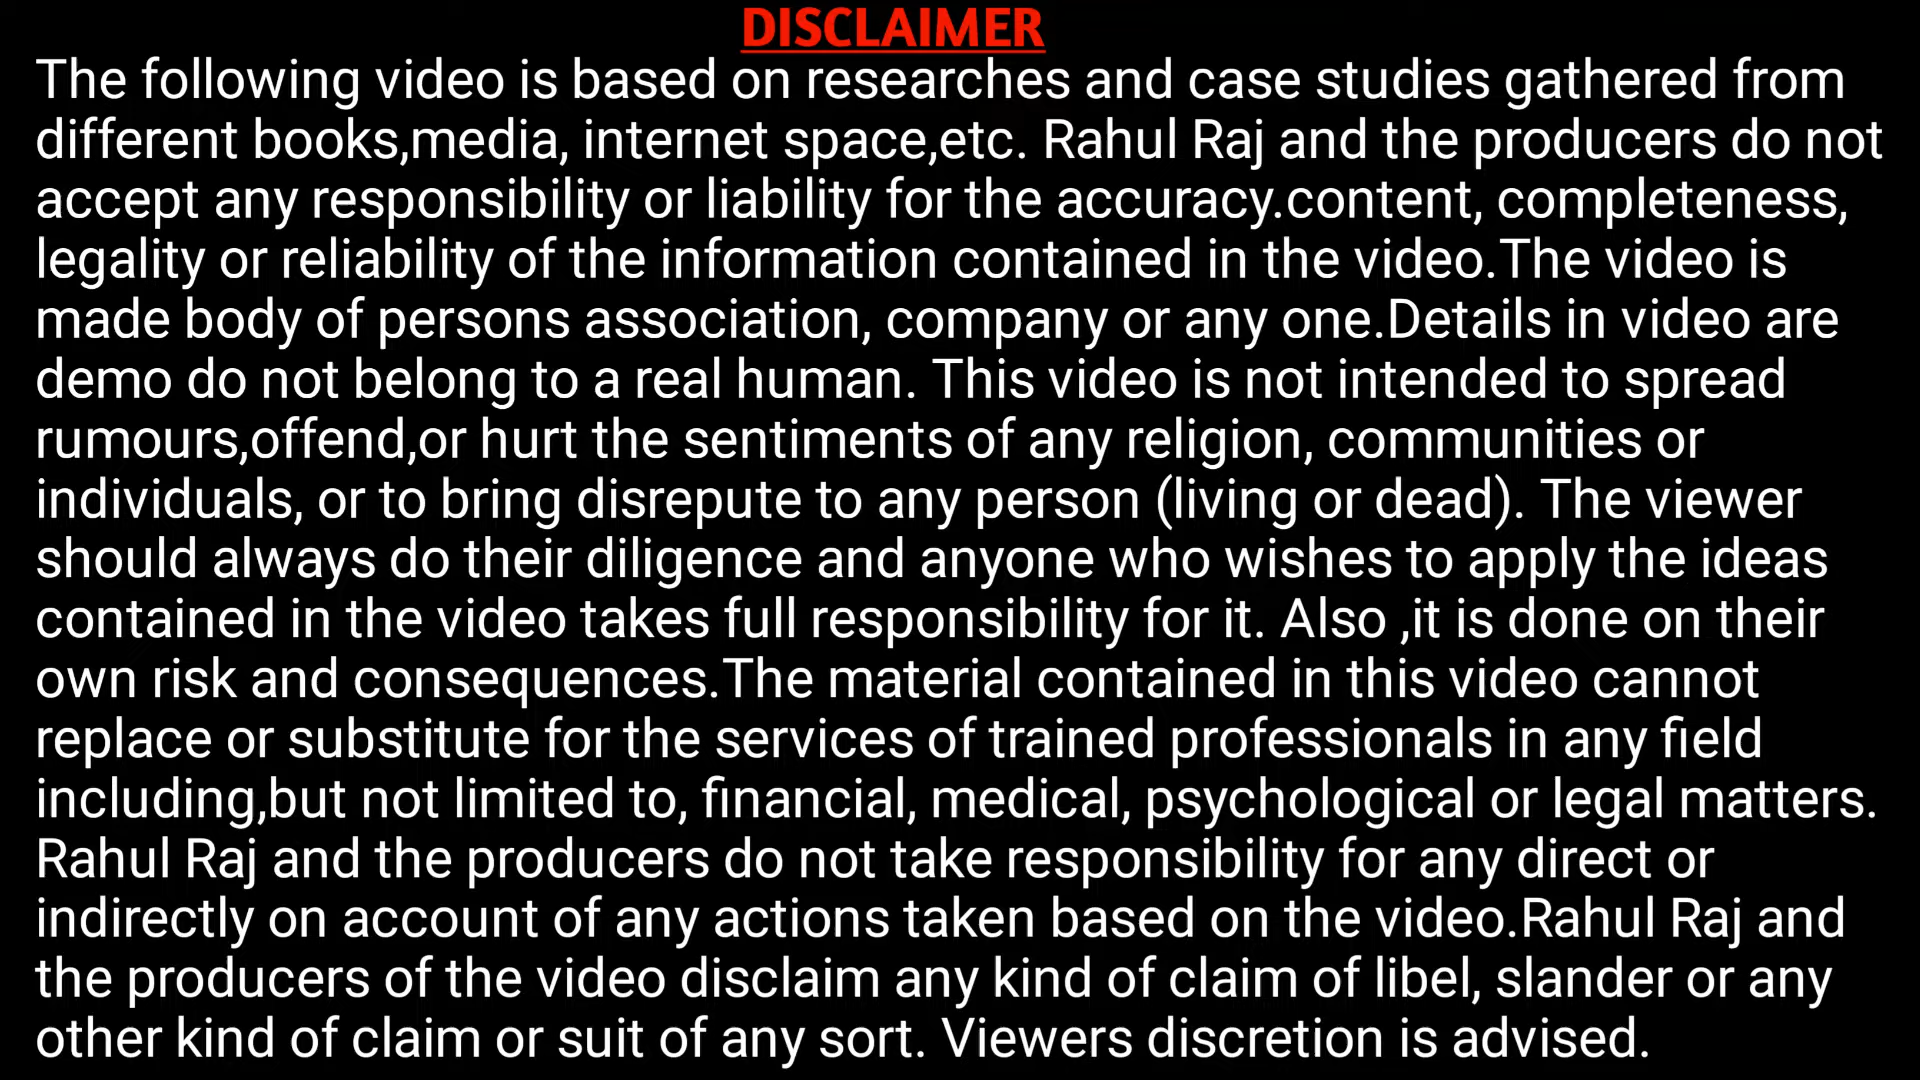 DISCLAIMER
The following video is based on researches and case studies gathered from
different books,media, internet space,etc. Rahul Raj and the producers do not
accept any responsibility or liability for the accuracy.content, completeness,
legality or reliability of the information contained in the video.The video is
made body of persons association, company or any one.Details in video are
demo do not belong to a real human. This video is not intended to spread
rumours,offend,or hurt the sentiments of any religion, communities or
individuals, or to bring disrepute to any person (living or dead). The viewer
should always do their diligence and anyone who wishes to apply the ideas
contained in the video takes full responsibility for it. Also ,it is done on their
own risk and consequences.The material contained in this video cannot
replace or substitute for the services of trained professionals in any field
including,but not limited to, financial, medical, psychological or legal matters.
Rahul Raj and the producers do not take responsibility for any direct or
indirectly on account of any actions taken based on the video.Rahul Raj and
the producers of the video disclaim any kind of claim of libel, slander or any
other kind of claim or suit of any sort. Viewers discretion is advised.